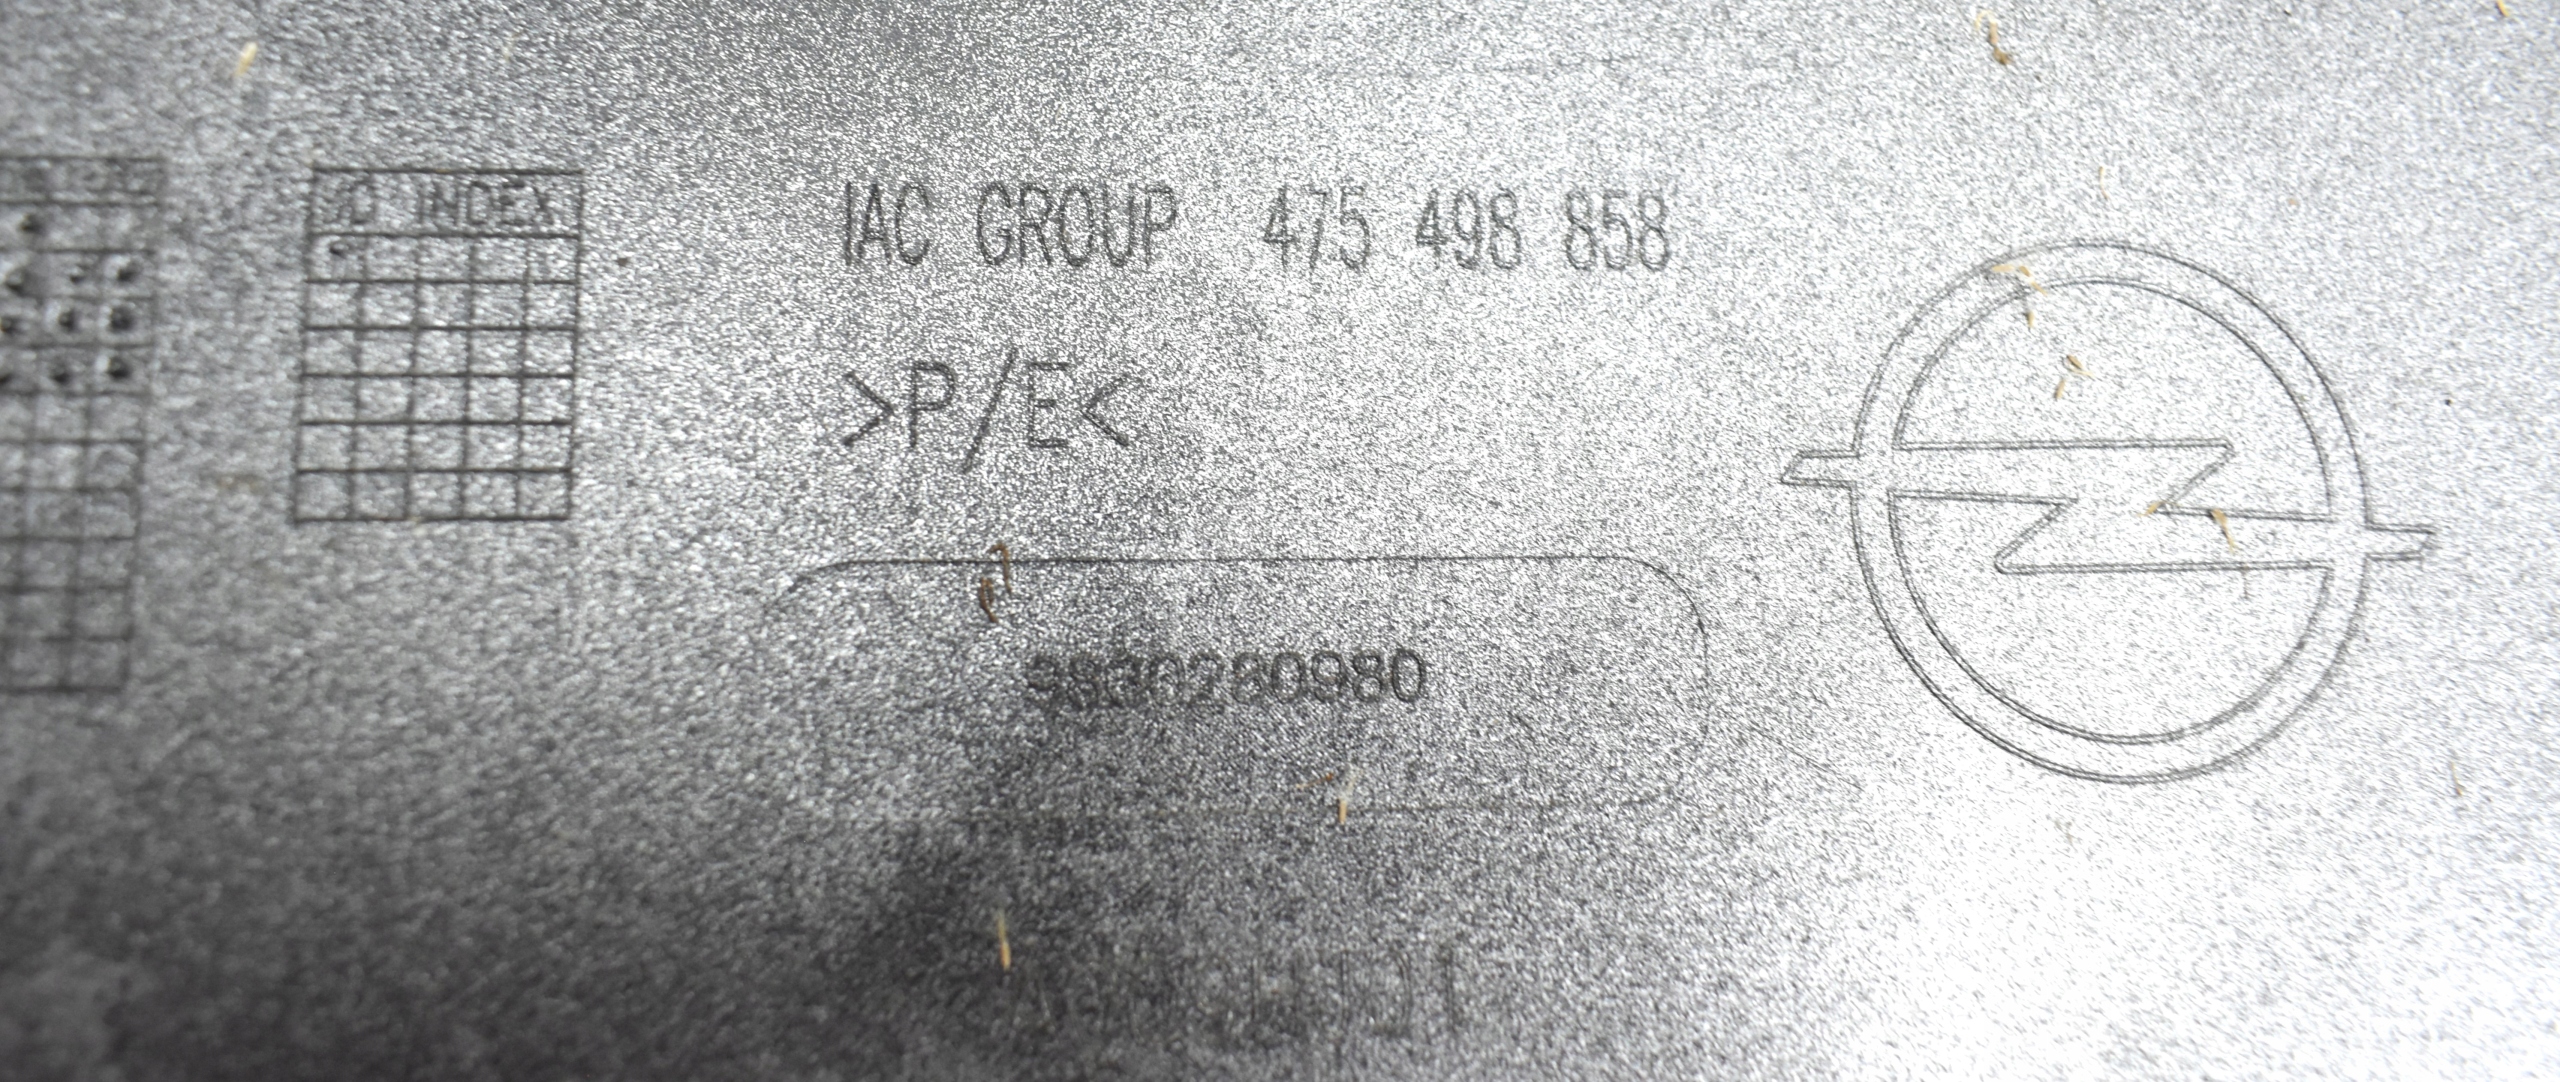 INDEX
IAC GROUP 475 498 858
>P/E<
9830280980